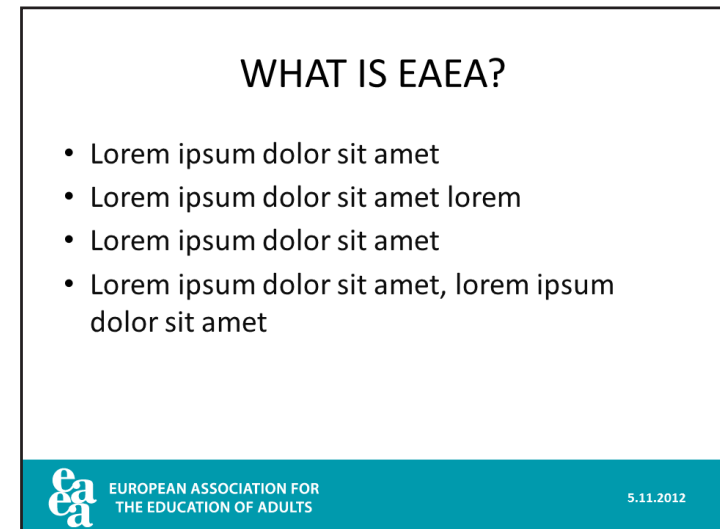 WHAT IS EAEA?
• Lorem ipsum dolor sit amet
• Lorem ipsum dolor sit amet lorem
• Lorem ipsum dolor sit amet
• Lorem ipsum dolor sit amet, lorem ipsum
dolor sit amet
ea
ea
EUROPEAN ASSOCIATION FOR
THE EDUCATION OF ADULTS
5.11.2012